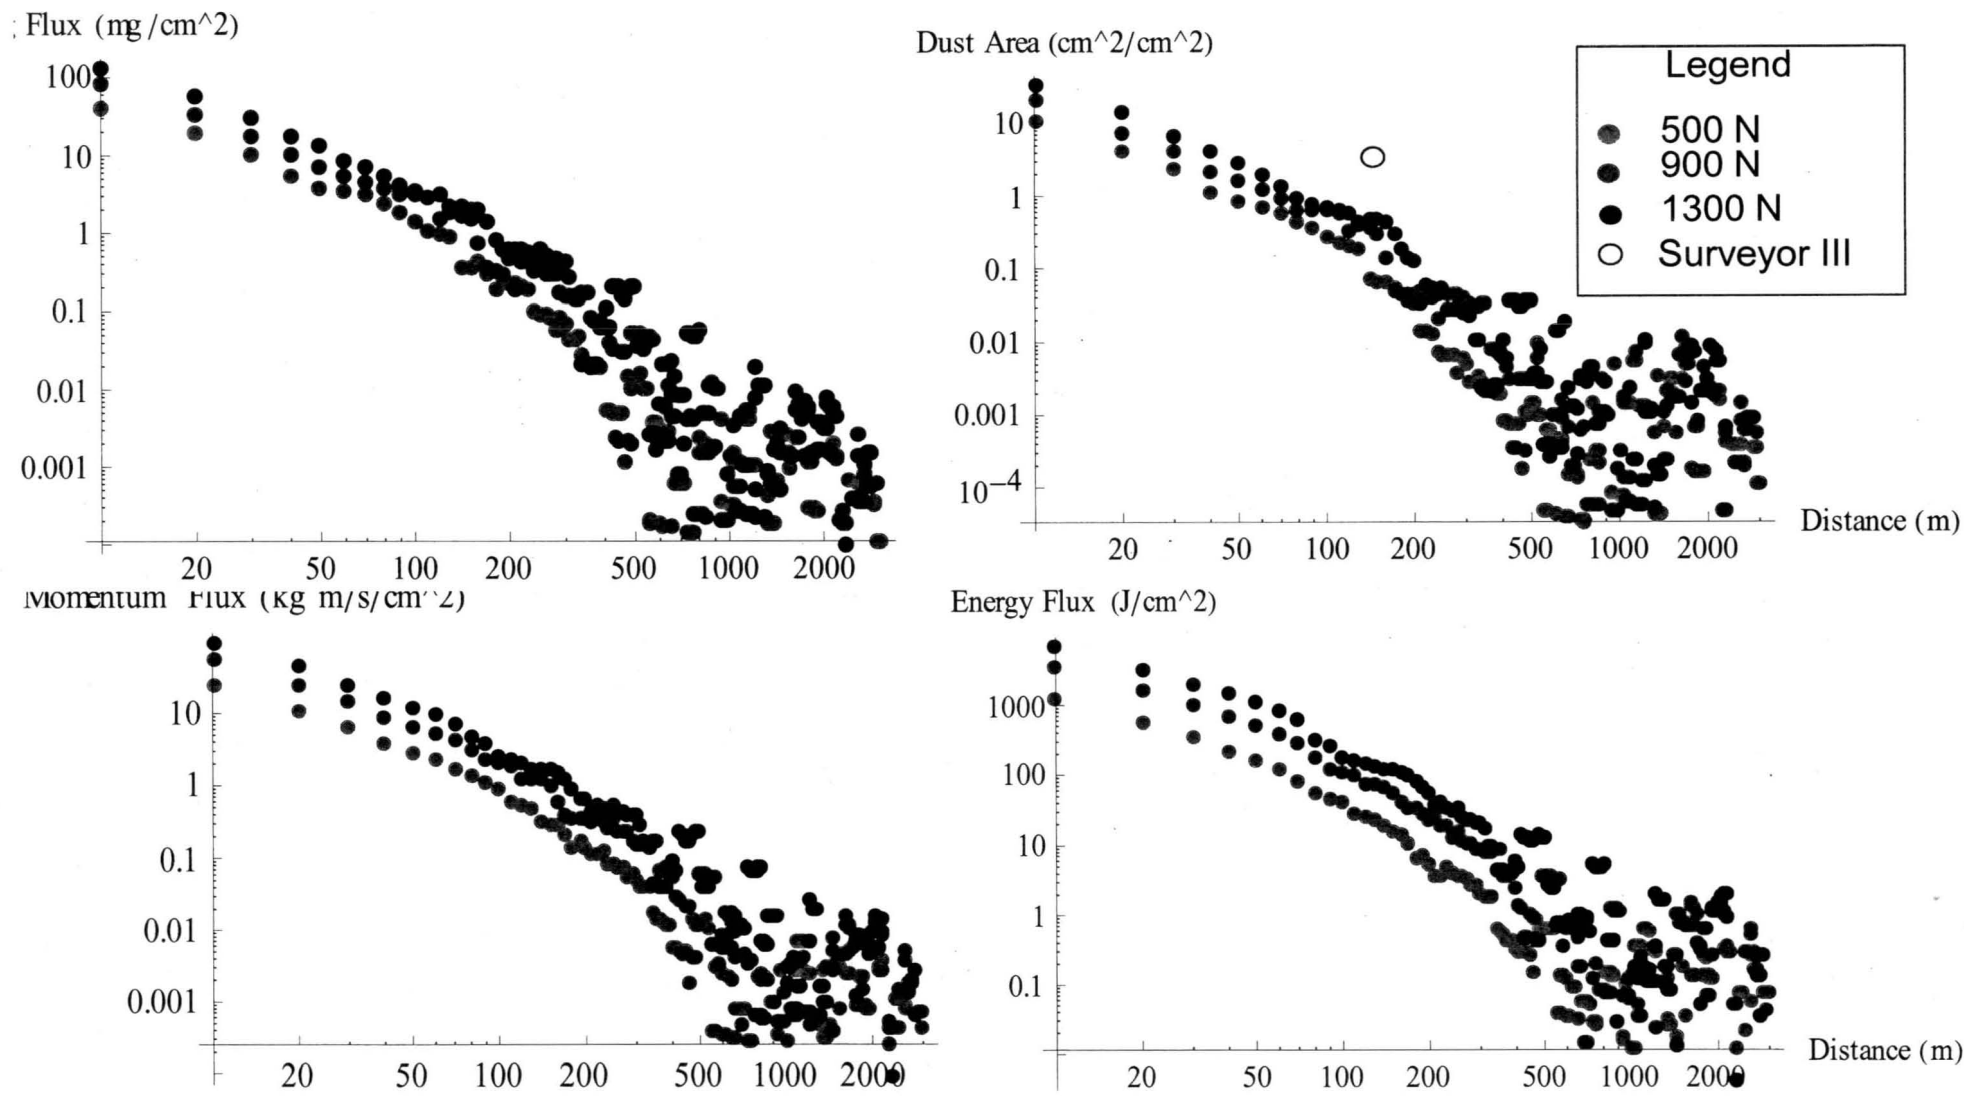 Flux (mg/cm^2)
100
10
1
0.1
0.01
0.001
20 50 100 200 500 1000 2000
Dust Area (cm^2/cm^2)
10
1
0.1
0.01
0.001
10−4
20 50 100 200 500 1000 2000
Distance (m)
Legend
500 N
900 N
1300 N
Surveyor III
Momentum Flux (kg m/s/cm^2)
10
1
0.1
0.01
0.001
20 50 100 200 500 1000 2000
Energy Flux (J/cm^2)
1000
100
10
1
0.1
20 50 100 200 500 1000 2000
Distance (m)